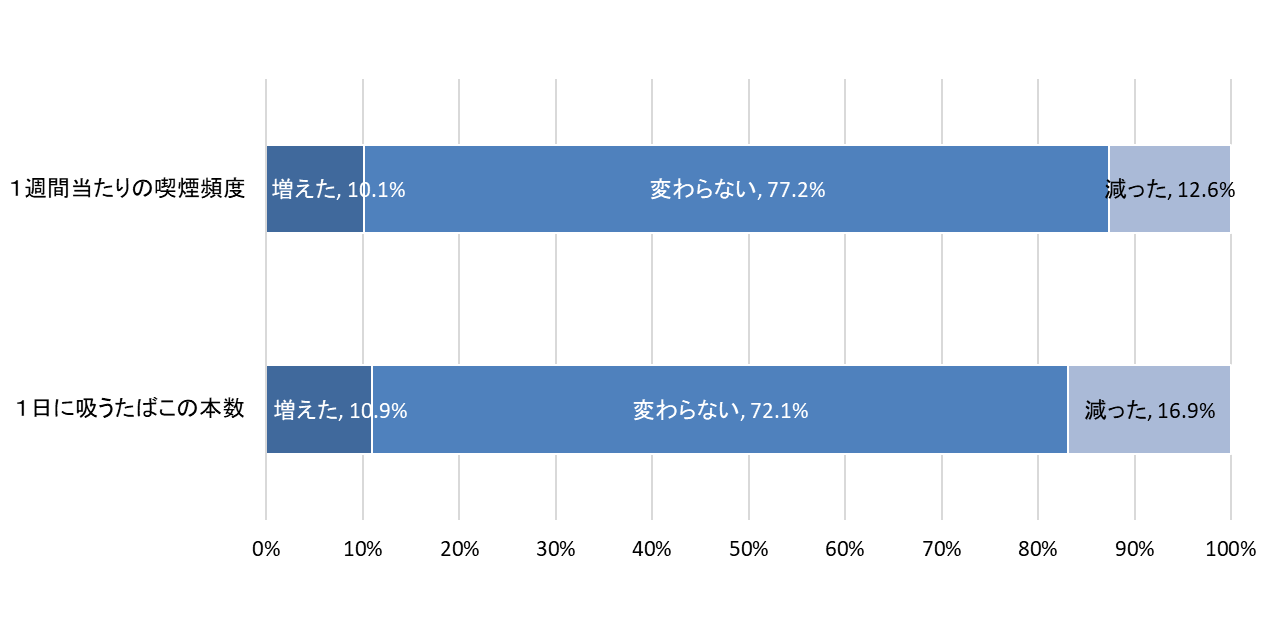 １週間当たりの喫煙頻度
増えた, 10.1%
変わらない, 77.2%
減った, 12.6%
１日に吸うたばこの本数
増えた, 10.9%
変わらない, 72.1%
減った, 16.9%
0%
10%
20%
30%
40%
50%
60%
70%
80%
90%
100%